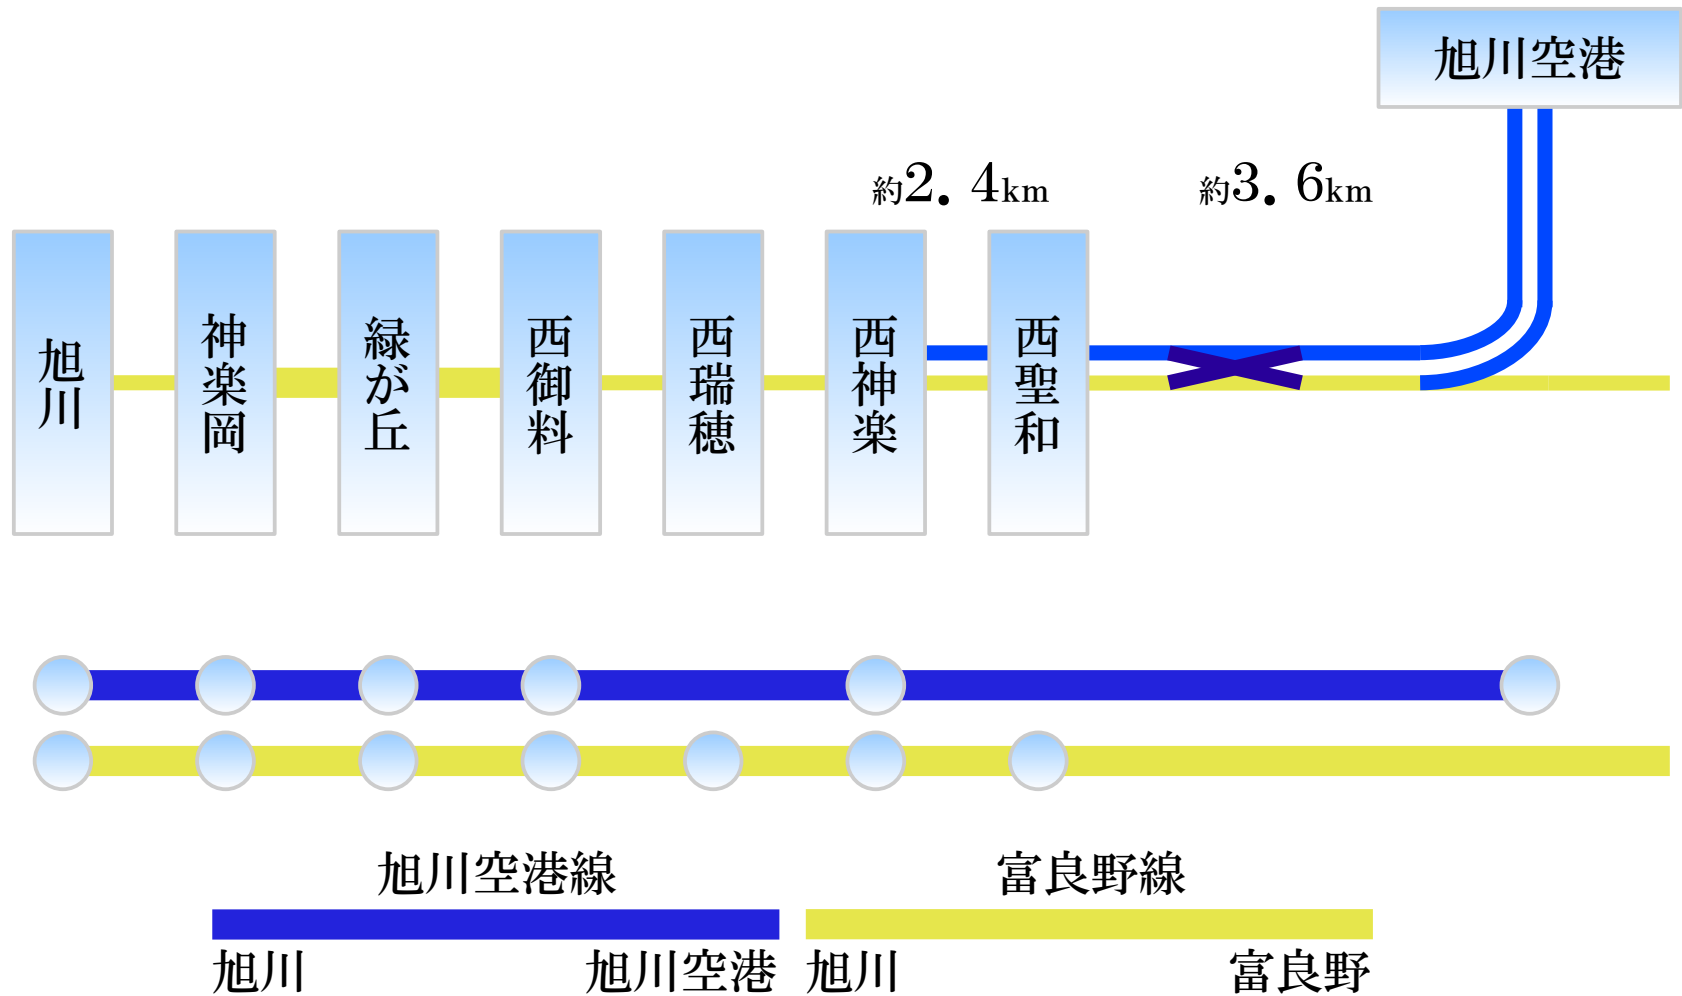 旭川空港
約2.4km
約3.6km
旭川
神楽岡
緑が丘
西御料
西瑞穂
西神楽
西聖和
旭川空港線
富良野線
旭川
旭川空港
旭川
富良野